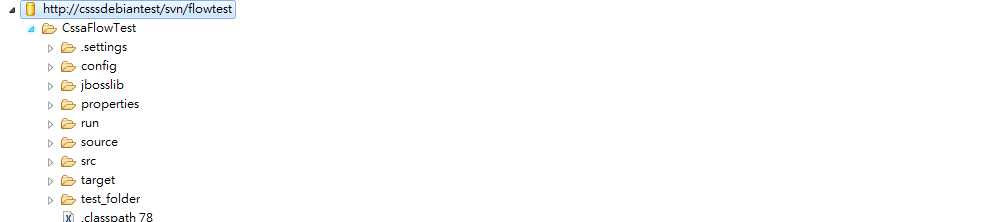 http://csssdebiantest/svn/flowtest
CssaFlowTest
.settings
config
jbosslib
properties
run
source
src
target
test_folder
.classpath 78